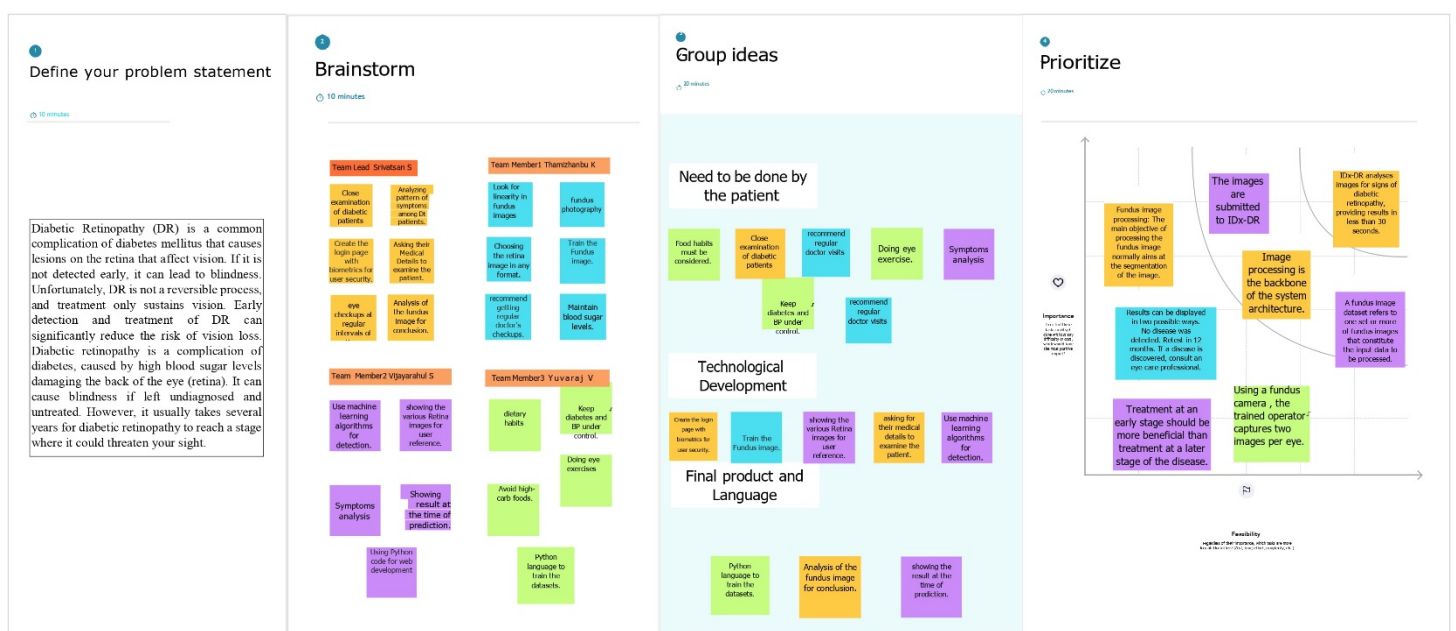 1
Define your problem statement
10 minutes
Diabetic Retinopathy (DR) is a common
complication of diabetes mellitus that causes
lesions on the retina that affect vision. If it is
not detected early, it can lead to blindness.
Unfortunately, DR is not a reversible process,
and treatment only sustains vision. Early
detection and treatment of DR can
significantly reduce the risk of vision loss.
Diabetic retinopathy is a complication of
diabetes, caused by high blood sugar levels
damaging the back of the eye (retina). It can
cause blindness if left undiagnosed and
untreated. However, it usually takes several
years for diabetic retinopathy to reach a stage
where it could threaten your sight.
2
Brainstorm
10 minutes
Team Lead Srivatsan S
Close
examination
of diabetic
patients
Analyzing
pattern of
symptoms
among
patients.
Create the
login page
with
biometrics for
user security.
Asking their
Medical
Details to
examine the
patient.
eye
checkups at
regular
intervals of
Analysis of
the fundus
image for
conclusion.
Team Member1 Thamizhanbu K
Look for
linearity in
fundus
images
fundus
photography
Choosing
the retina
image in any
format.
Train the
Fundus
image.
recommend
getting
regular
doctor's
checkups.
Maintain
blood sugar
levels.
Team Member2 Vijayarahul S
Use machine
learning
algorithms
for
detection.
showing the
various Retina
images for
user
reference.
Symptoms
analysis
Showing
result at
the time of
prediction.
Using Python
code for web
development
Team Member3 Yuvaraj V
dietary
habits
Keep
diabetes and
BP under
control.
Doing eye
exercises
Avoid high-
carb foods.
Python
language to
train the
datasets.
Group ideas
20 minutes
Need to be done by
the patient
Food habits
must be
considered.
Close
examination
of diabetic
patients
recommend
regular
doctor visits
Doing eye
exercise.
Symptoms
analysis
Keep
diabetes and
BP under
control.
recommend
regular
doctor visits
Technological
Development
Create the login
page with
biometrics for
user security.
Train the
Fundus image.
showing the
various Retina
images for
user
reference.
asking for
their medical
details to
examine the
patient.
Use machine
learning
algorithms
for
detection.
Final product and
Language
Python
language to
train the
datasets.
Analysis of the
fundus image
for conclusion.
showing the
result at the
time of
prediction.
4
Prioritize
20 minutes
Importance
Fundus image
processing: The
main objective of
processing the
fundus image
normally aims at
the segmentation
of the image.
The images
are
submitted
to IDx-DR
IDx-DR analyses
images for signs of
diabetic
retinopathy,
providing results in
less than 30
seconds.
Image
processing is
the backbone
of the system
architecture.
Results can be displayed
in two possible ways.
No disease was
detected. Retest in 12
months. If a disease is
discovered, consult an
eye care professional.
A fundus image
dataset refers to
one set or more
of fundus images
that constitute
the input data to
be processed.
Treatment at an
early stage should be
more beneficial than
treatment at a later
stage of the disease.
Using a fundus
camera , the
trained operator
captures two
images per eye.
Feasibility